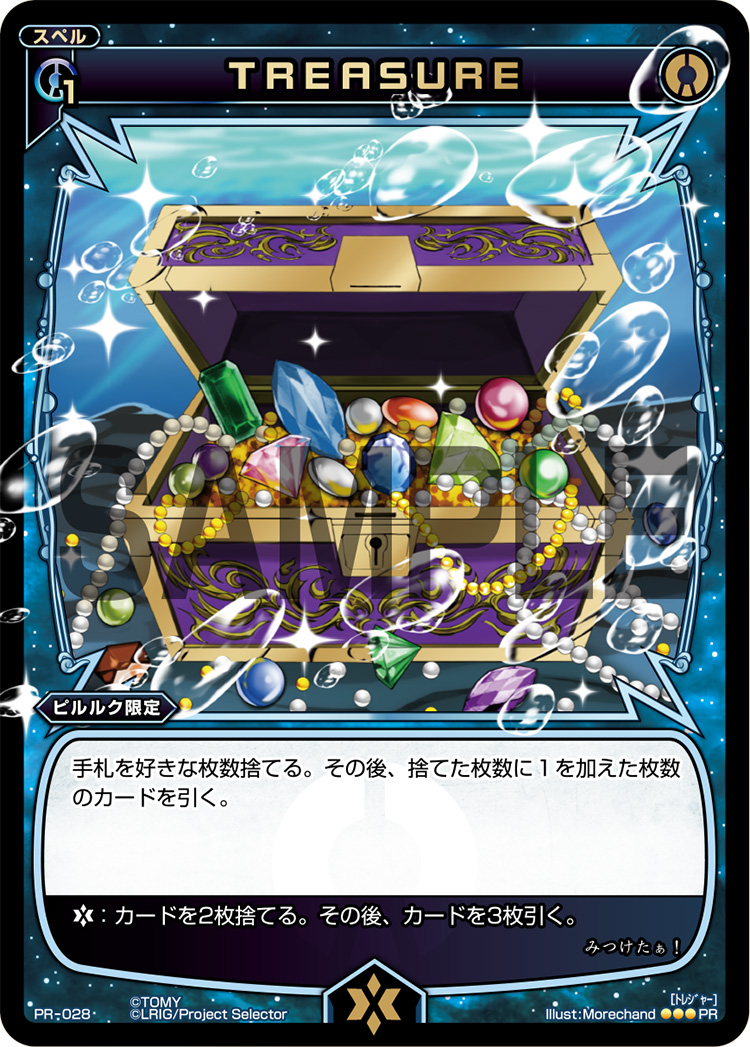 スペル
TREASURE
1
SAMPLE
ピルルク限定
手札を好きな枚数捨てる。その後、捨てた枚数に１を加えた枚数
のカードを引く。
：カードを2枚捨てる。その後、カードを3枚引く。
みつけたぁ！
©TOMY
[トレジャー]
PR-028 ©LRIG/Project Selector Illust:Morechand PR